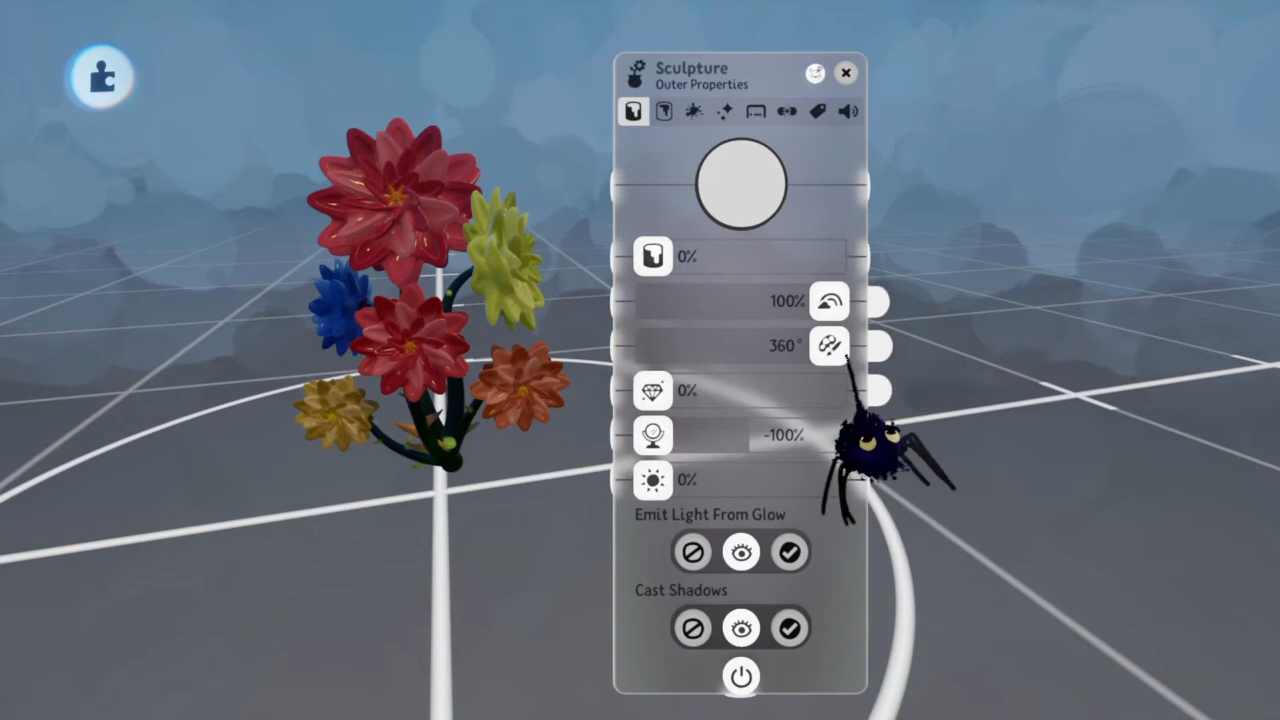 Sculpture
Outer Properties
0%
100%
360°
0%
-100%
0%
Emit Light From Glow
Cast Shadows